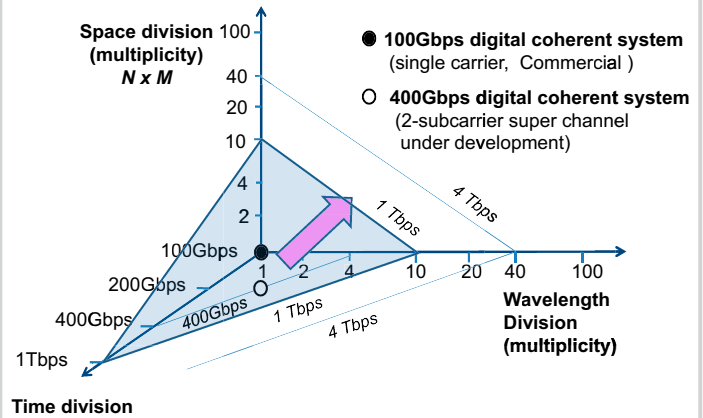 Space division
(multiplicity)
N x M
100
40
20
10
4
2
100Gbps digital coherent system
(single carrier, Commercial )
400Gbps digital coherent system
(2-subcarrier super channel
under development)
4 Tbps
1 Tbps
100Gbps
200Gbps
400Gbps
1Tbps
1
2
4
10
20
40
100
400Gbps
1 Tbps
4 Tbps
Wavelength
Division
(multiplicity)
Time division